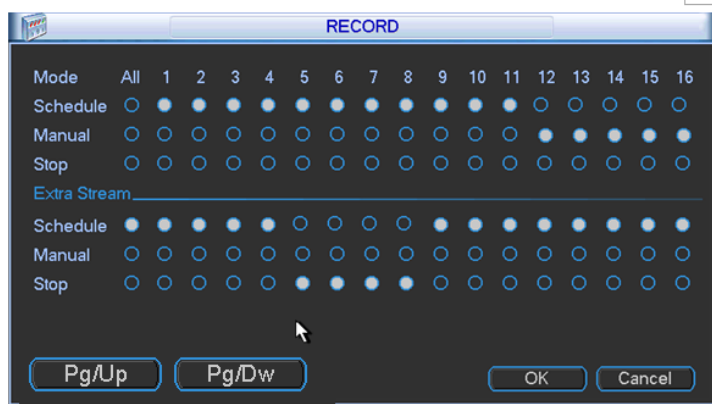 RECORD
Mode All 1 2 3 4 5 6 7 8 9 10 11 12 13 14 15 16
Schedule
Manual
Stop
Extra Stream
Schedule
Manual
Stop
Pg/Up Pg/Dw OK Cancel